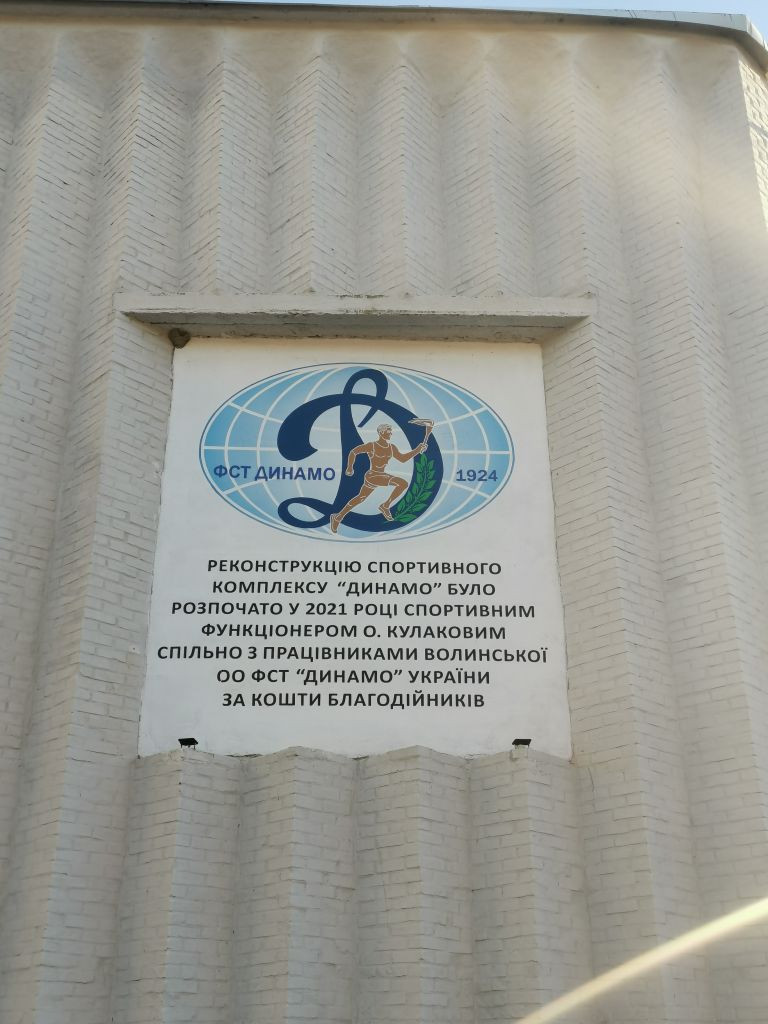 ФСТ ДИНАМО 1924
РЕКОНСТРУКЦІЮ СПОРТИВНОГО
КОМПЛЕКСУ “ДИНАМО” БУЛО
РОЗПОЧАТО У 2021 РОЦІ СПОРТИВНИМ
ФУНКЦІОНЕРОМ О. КУЛАКОВИМ
СПІЛЬНО З ПРАЦІВНИКАМИ ВОЛИНСЬКОЇ
ОО ФСТ “ДИНАМО” УКРАЇНИ
ЗА КОШТИ БЛАГОДІЙНИКІВ